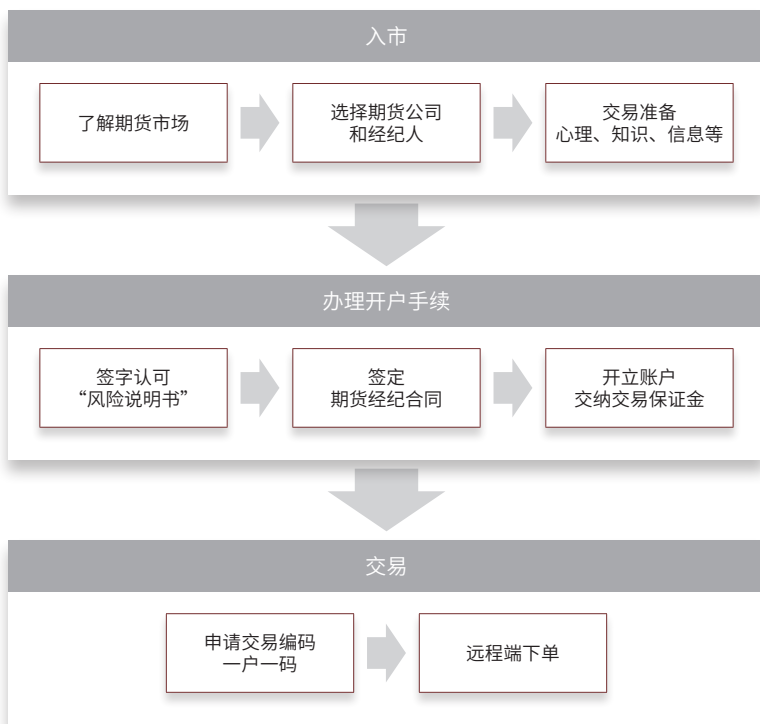 入市
了解期货市场
选择期货公司
和经纪人
交易准备
心理、知识、信息等
办理开户手续
签字认可
“风险说明书”
签定
期货经纪合同
开立账户
交纳交易保证金
交易
申请交易编码
一户一码
远程端下单